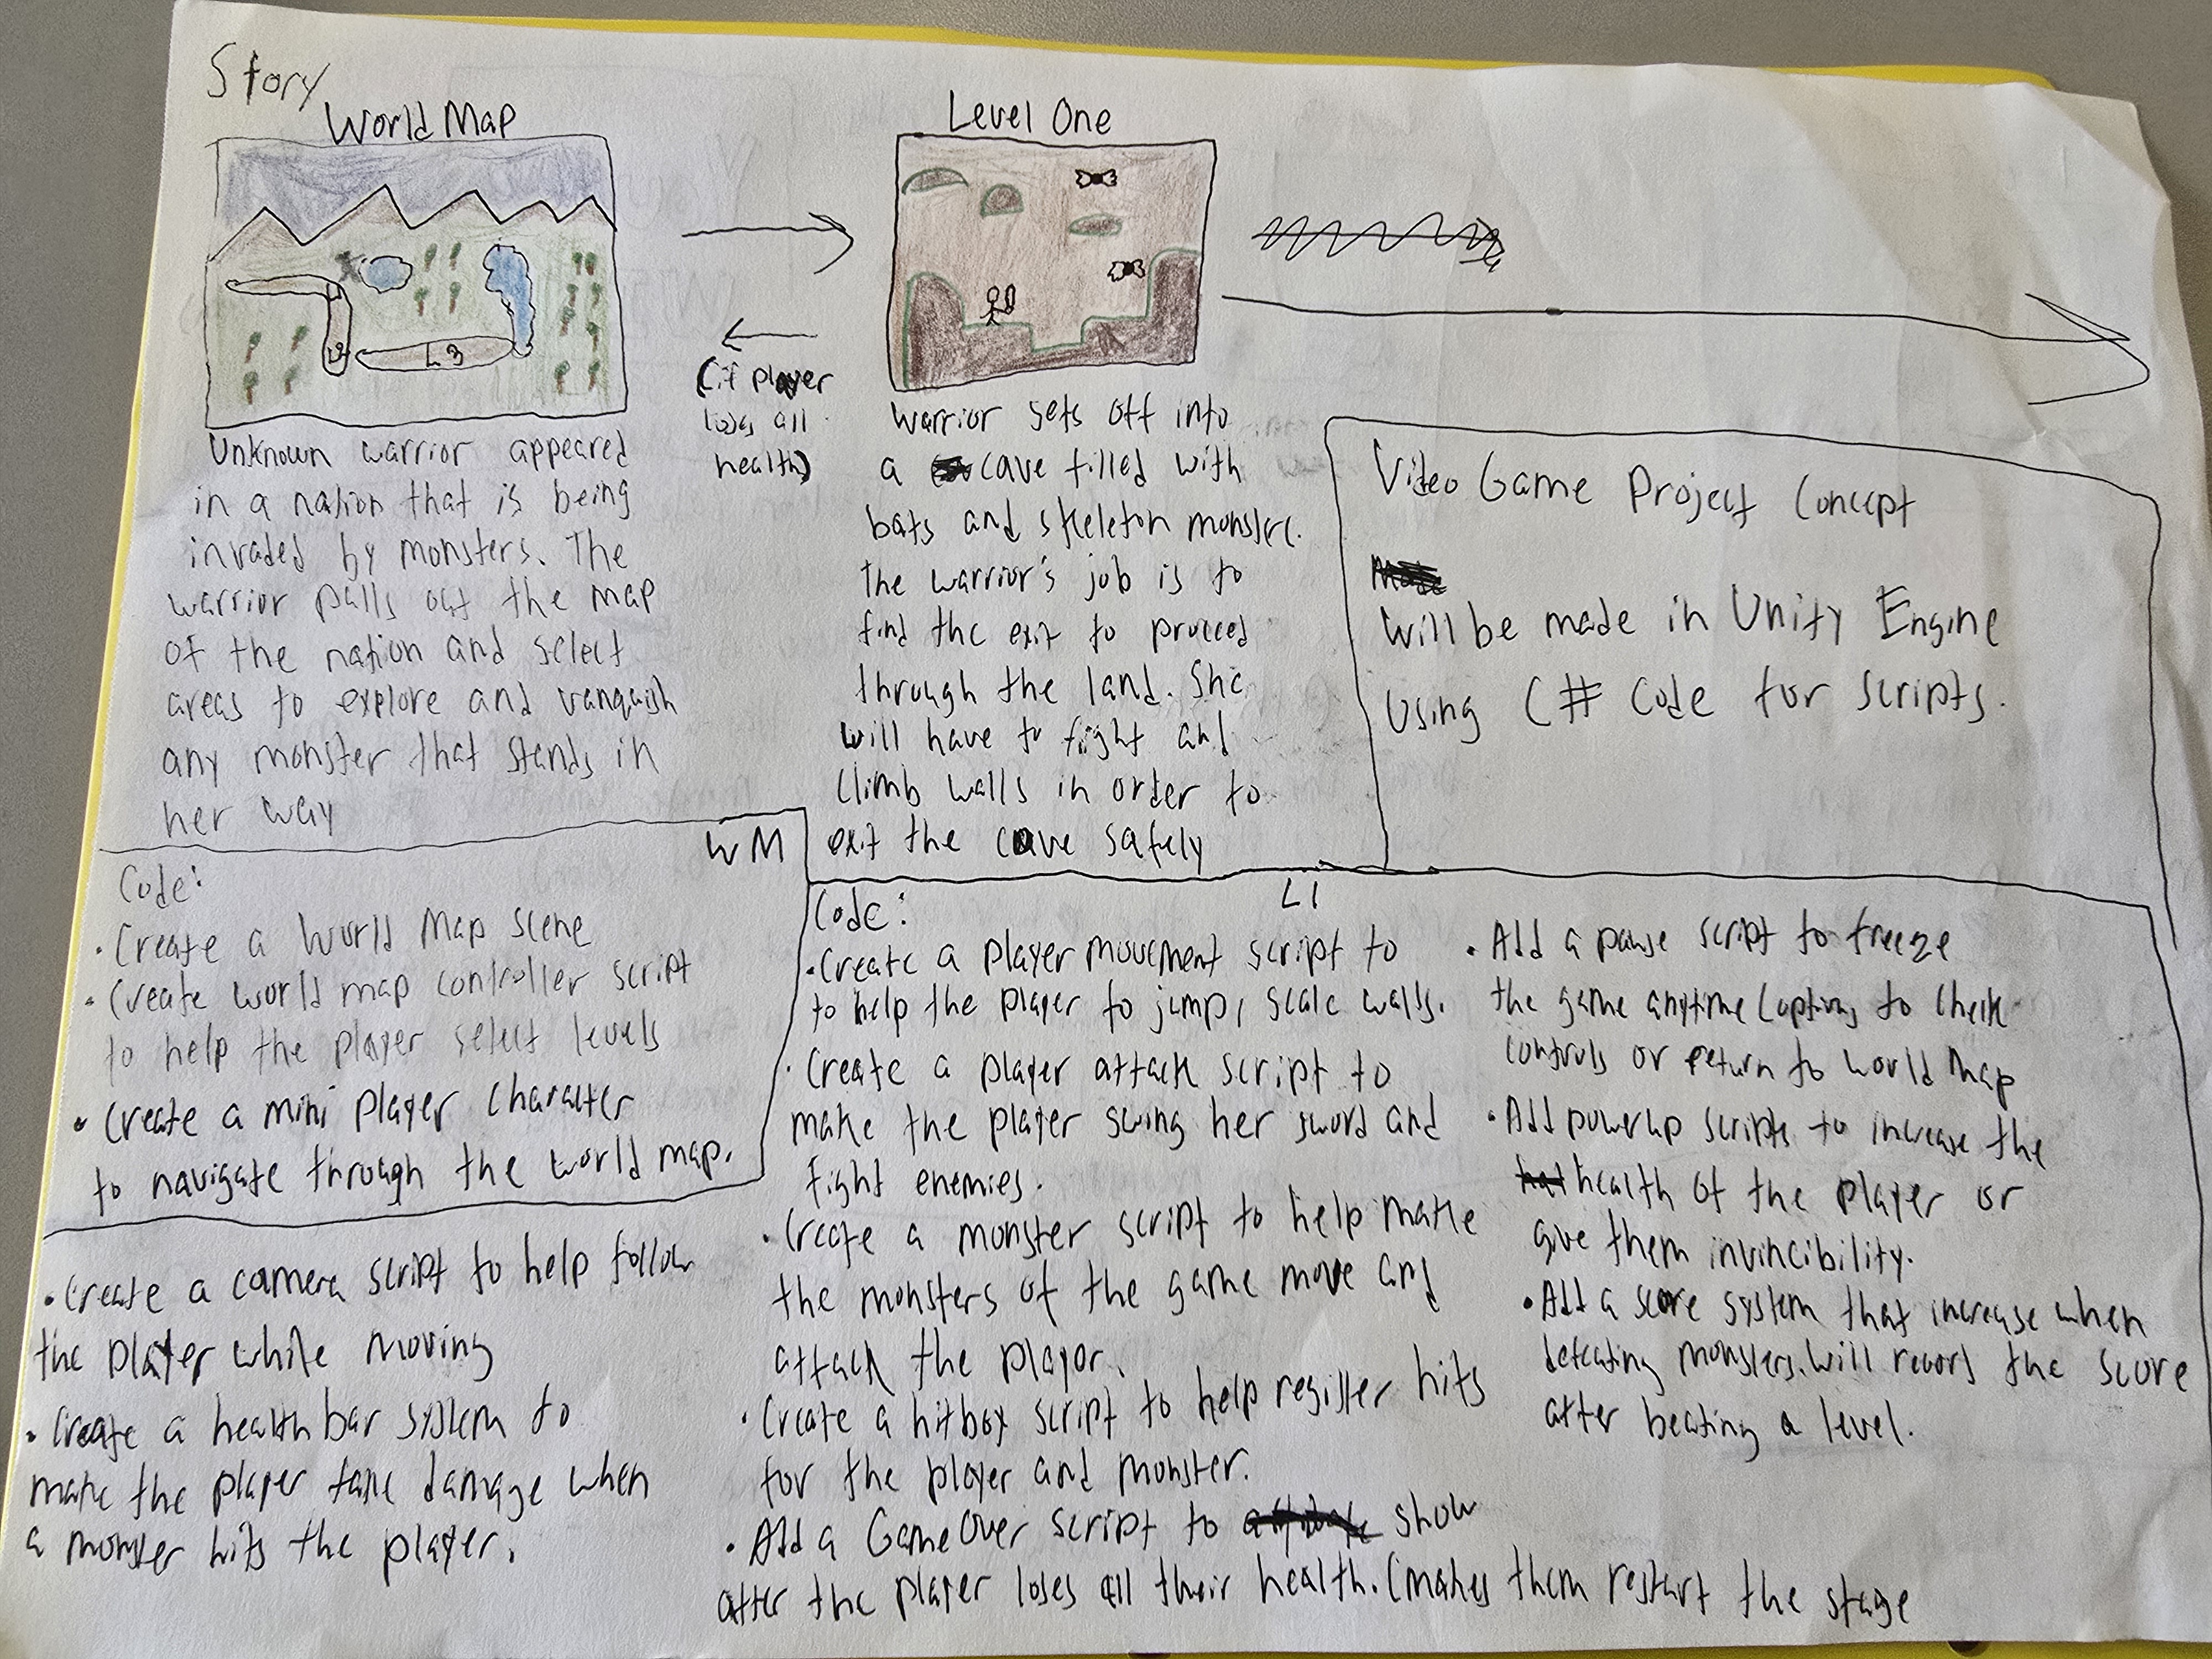 Story
World Map
Unknown warrior appeared
in a nation that is being
invaded by monsters. The
warrior pulls out the map
of the nation and select
areas to explore and vanquish
any monster that stands in
her way
(if player
loses all
health)
Level One
warrior sets off into
a cave filled with
bats and skeleton monsters.
The warrior's job is to
find the exit to proceed
through the land. She
will have to fight and
climb walls in order to
exit the cave safely
Video Game Project Concept
Will be made in Unity Engine
Using C# code for scripts.
WM
Code:
• Create a world map scene
• Create world map controller script
to help the player select levels
• Create a mini player character
to navigate through the world map.
L1
Code:
• Create a player movement script to
to help the player to jump, scale walls.
• Create a player attack script to
make the player swing her sword and
fight enemies.
• Create a monster script to help make
the monsters of the game move and
attack the player.
• Create a hitbox script to help register hits
for the player and monster.
• Add a Game Over script to show
after the player loses all their health. (makes them restart the stage
• Create a camera script to help follow
the player while moving
• Create a health bar system to
make the player take damage when
a monster hits the player.
• Add a pause script to freeze
the game anytime (options to check
controls or return to world map
• Add powerup scripts to increase the
health of the player or
give them invincibility.
• Add a score system that increase when
defeating monsters. Will record the score
after beating a level.